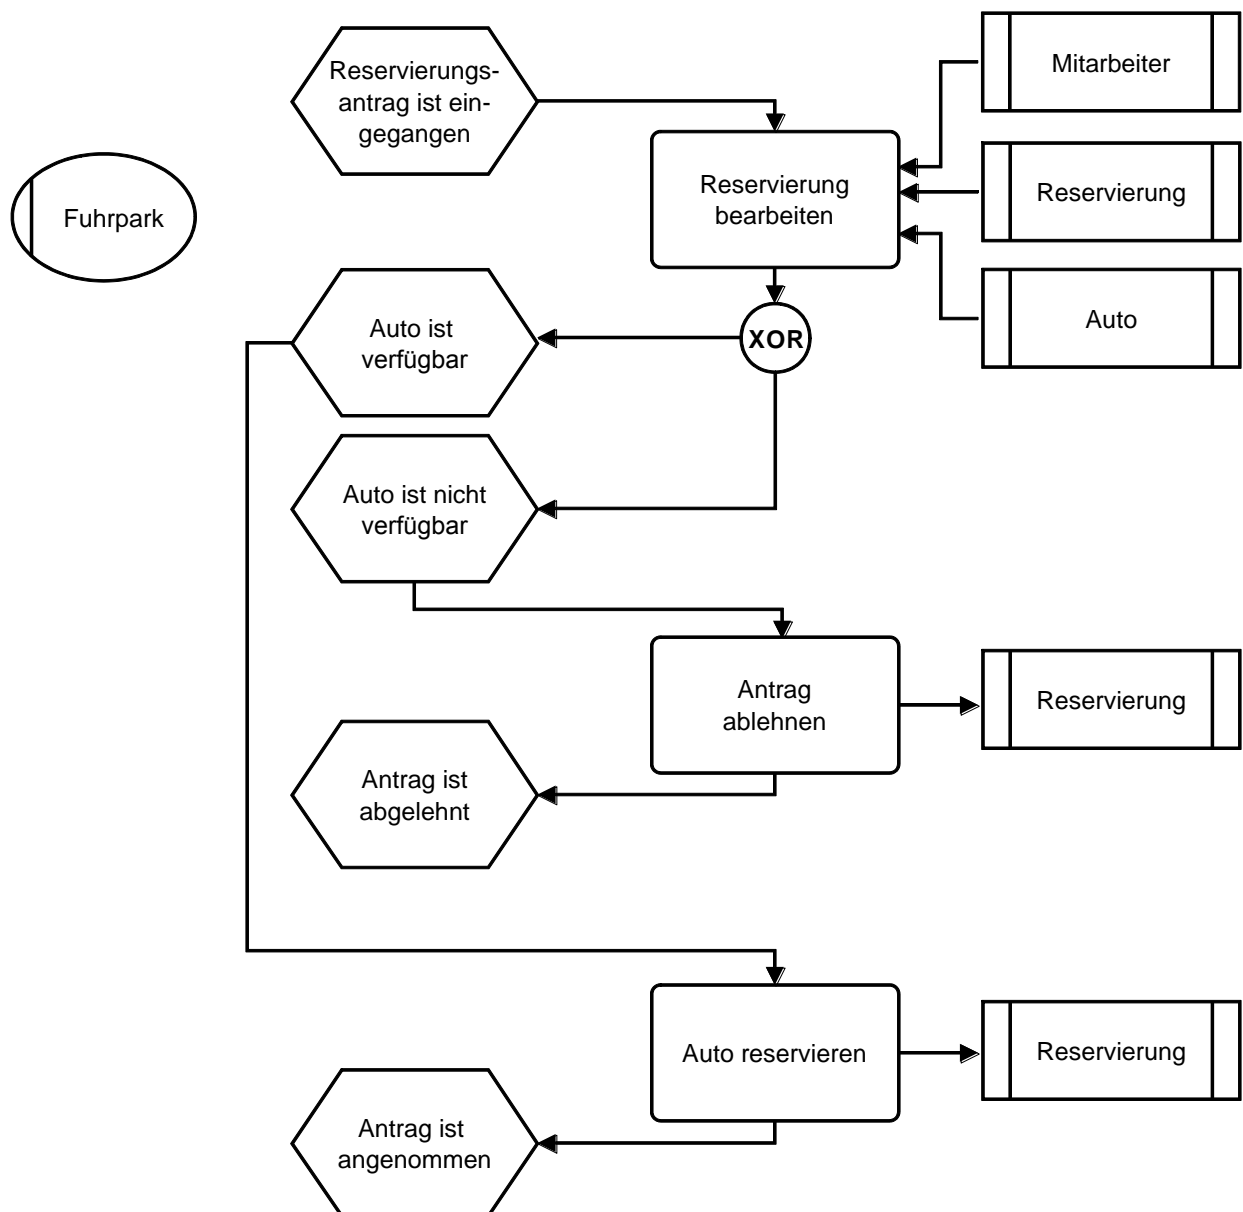 Reservierungs-
antrag ist ein-
gegangen
Mitarbeiter
Reservierung
bearbeiten
Reservierung
Fuhrpark
Auto
Auto ist
verfügbar
XOR
Auto ist nicht
verfügbar
Antrag
ablehnen
Reservierung
Antrag ist
abgelehnt
Auto reservieren
Reservierung
Antrag ist
angenommen